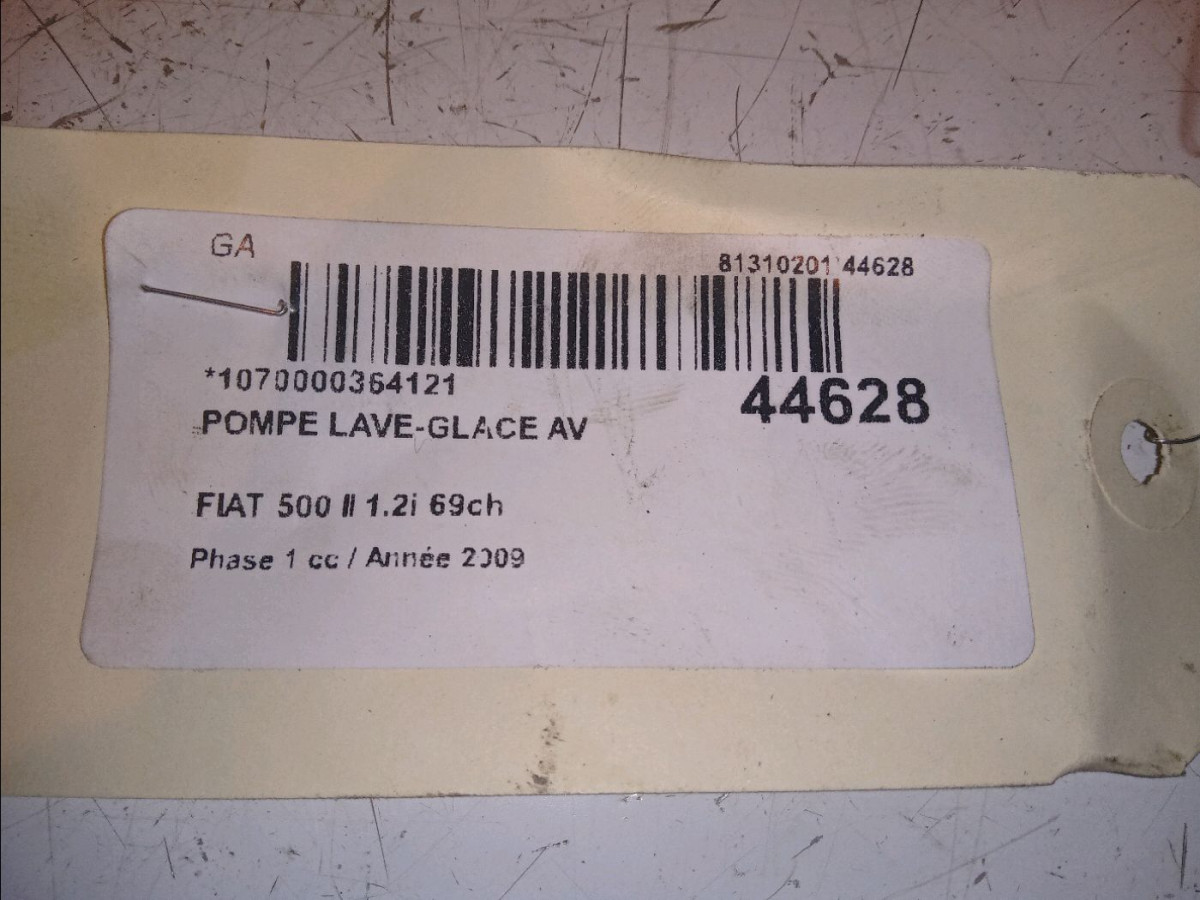 GA
81310201 44628
*1070000364121
44628
POMPE LAVE-GLACE AV
FIAT 500 II 1.2i 69ch
Phase 1 cc / Année 2009